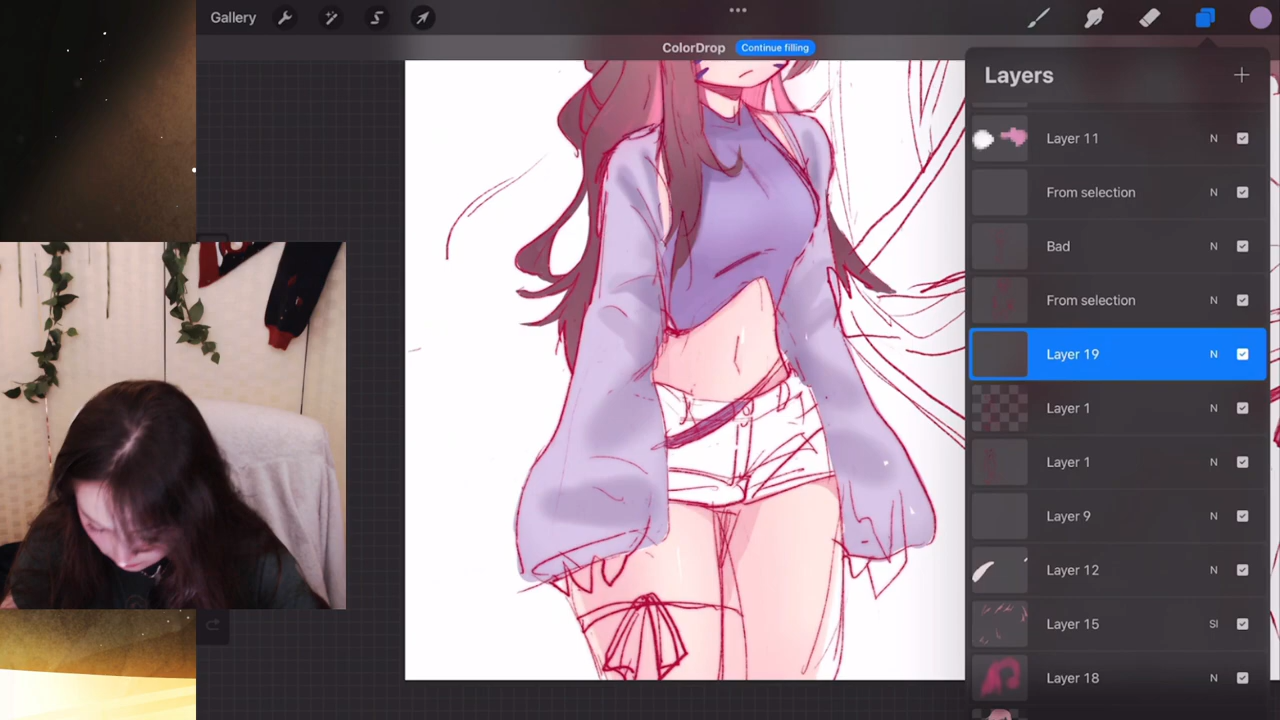 Gallery
ColorDrop Continue filling
Layers
Layer 11 N
From selection N
Bad N
From selection N
Layer 19 N
Layer 1 N
Layer 1 N
Layer 9 N
Layer 12 N
Layer 15 Sl
Layer 18 N